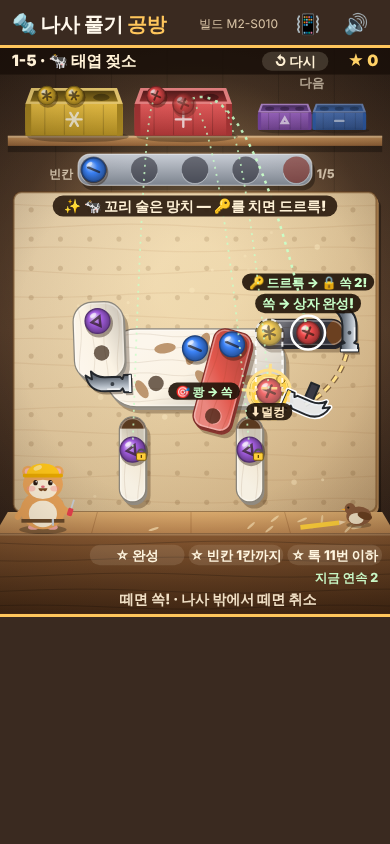 나사 풀기 공방
빌드 M2-S010
1-5 · 🐄 태엽 젖소
다시
★ 0
다음
빈칸
1/5
✨ 🐄 꼬리 술은 망치 — 🔑를 치면 드르륵!
🔑 드르륵 → 🔒 쏙 2!
쏙 → 상자 완성!
🎯 쾅 → 쏙
⬇덜컹
☆ 완성
☆ 빈칸 1칸까지
☆ 톡 11번 이하
지금 연속 2
떼면 쏙! · 나사 밖에서 떼면 취소